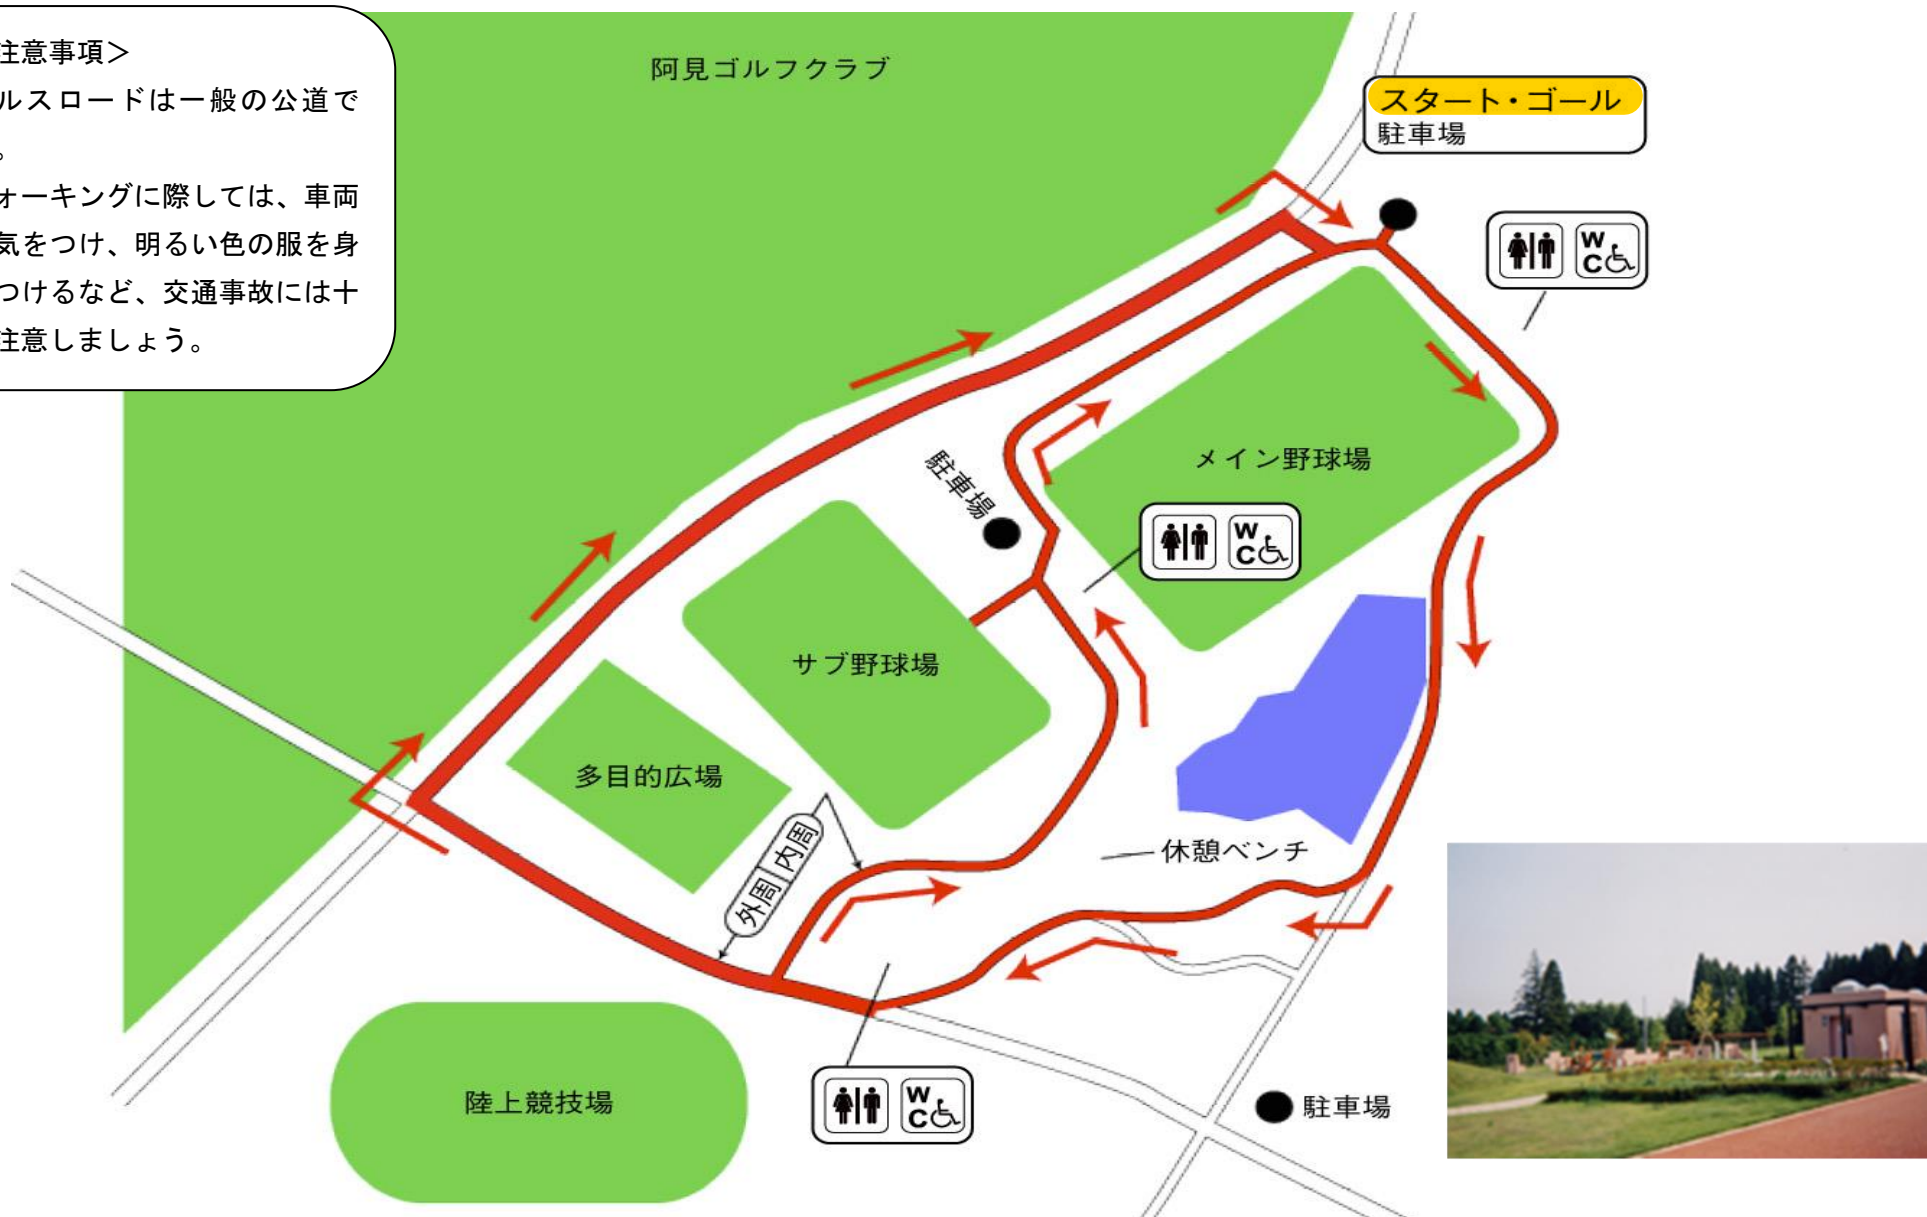 注意事項＞
ルスロードは一般の公道で
。
ォーキングに際しては、車両
気をつけ、明るい色の服を身
つけるなど、交通事故には十
注意しましょう。
阿見ゴルフクラブ
スタート・ゴール
駐車場
WC
メイン野球場
駐車場
WC
サブ野球場
多目的広場
内周
外周
休憩ベンチ
陸上競技場
WC
駐車場